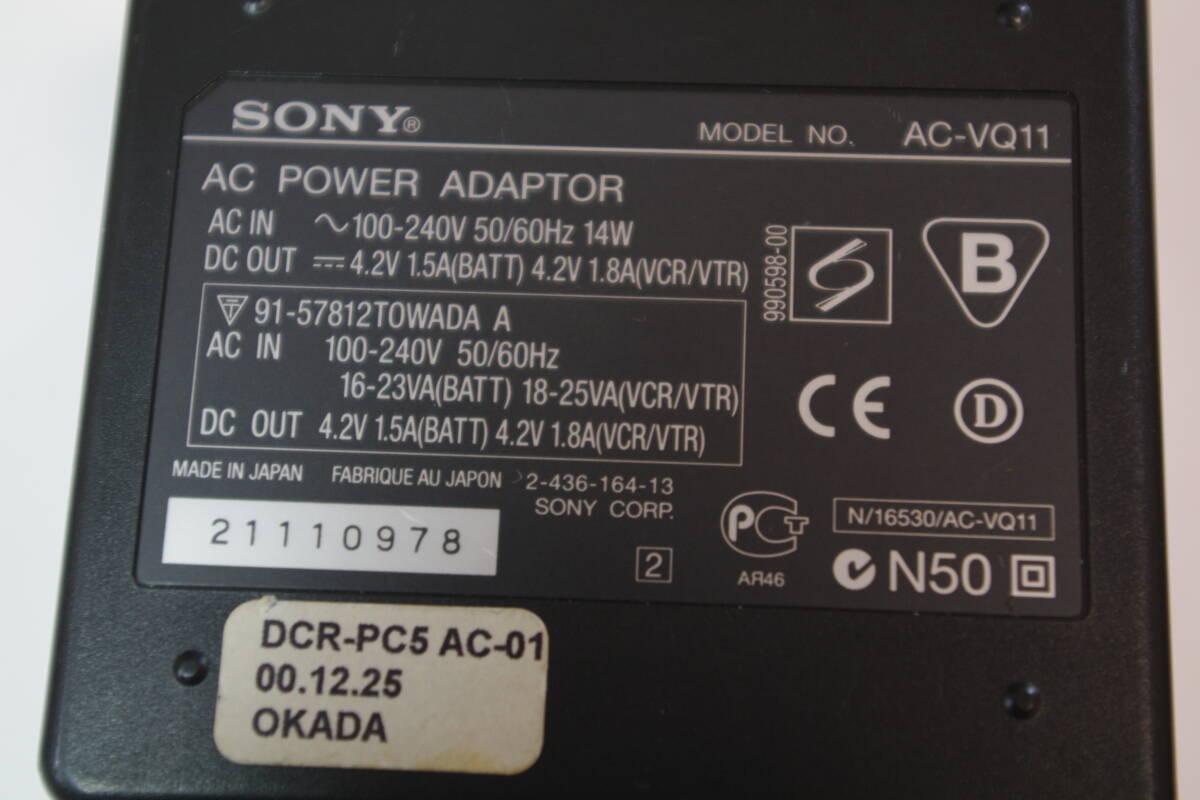 SONY®
MODEL NO. AC-VQ11
AC POWER ADAPTOR
AC IN ～100-240V 50/60Hz 14W
DC OUT ⎓4.2V 1.5A(BATT) 4.2V 1.8A(VCR/VTR)
〒 91-57812TOWADA A
AC IN 100-240V 50/60Hz
16-23VA(BATT) 18-25VA(VCR/VTR)
DC OUT 4.2V 1.5A(BATT) 4.2V 1.8A(VCR/VTR)
990598-00
B
CE
D
MADE IN JAPAN FABRIQUE AU JAPON 2-436-164-13
SONY CORP.
21110978
2
PCT
АЯ46
N/16530/AC-VQ11
N50
DCR-PC5 AC-01
00.12.25
OKADA